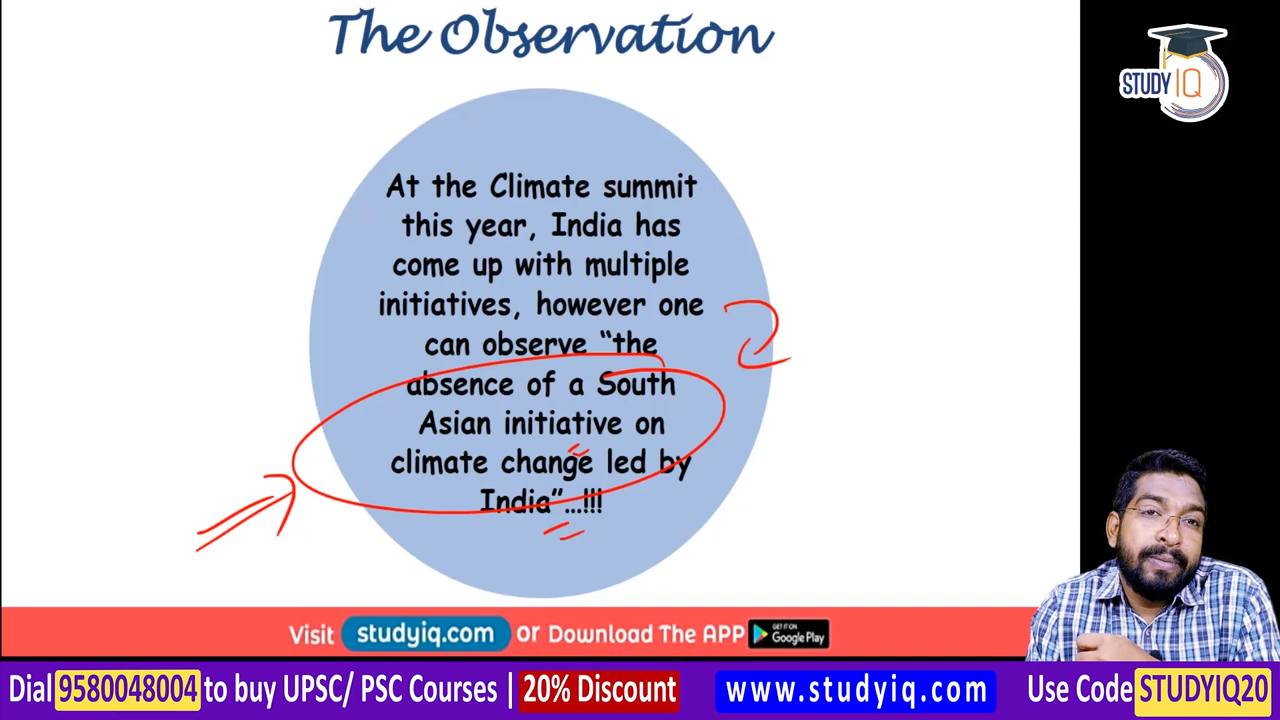 The Observation
STUDY IQ
At the Climate summit
this year, India has
come up with multiple
initiatives, however one
can observe “the
absence of a South
Asian initiative on
climate change led by
India”...!!!
Visit studyiq.com or Download The APP GET IT ON Google Play
Dial 9580048004 to buy UPSC/ PSC Courses | 20% Discount www.studyiq.com Use Code STUDYIQ20